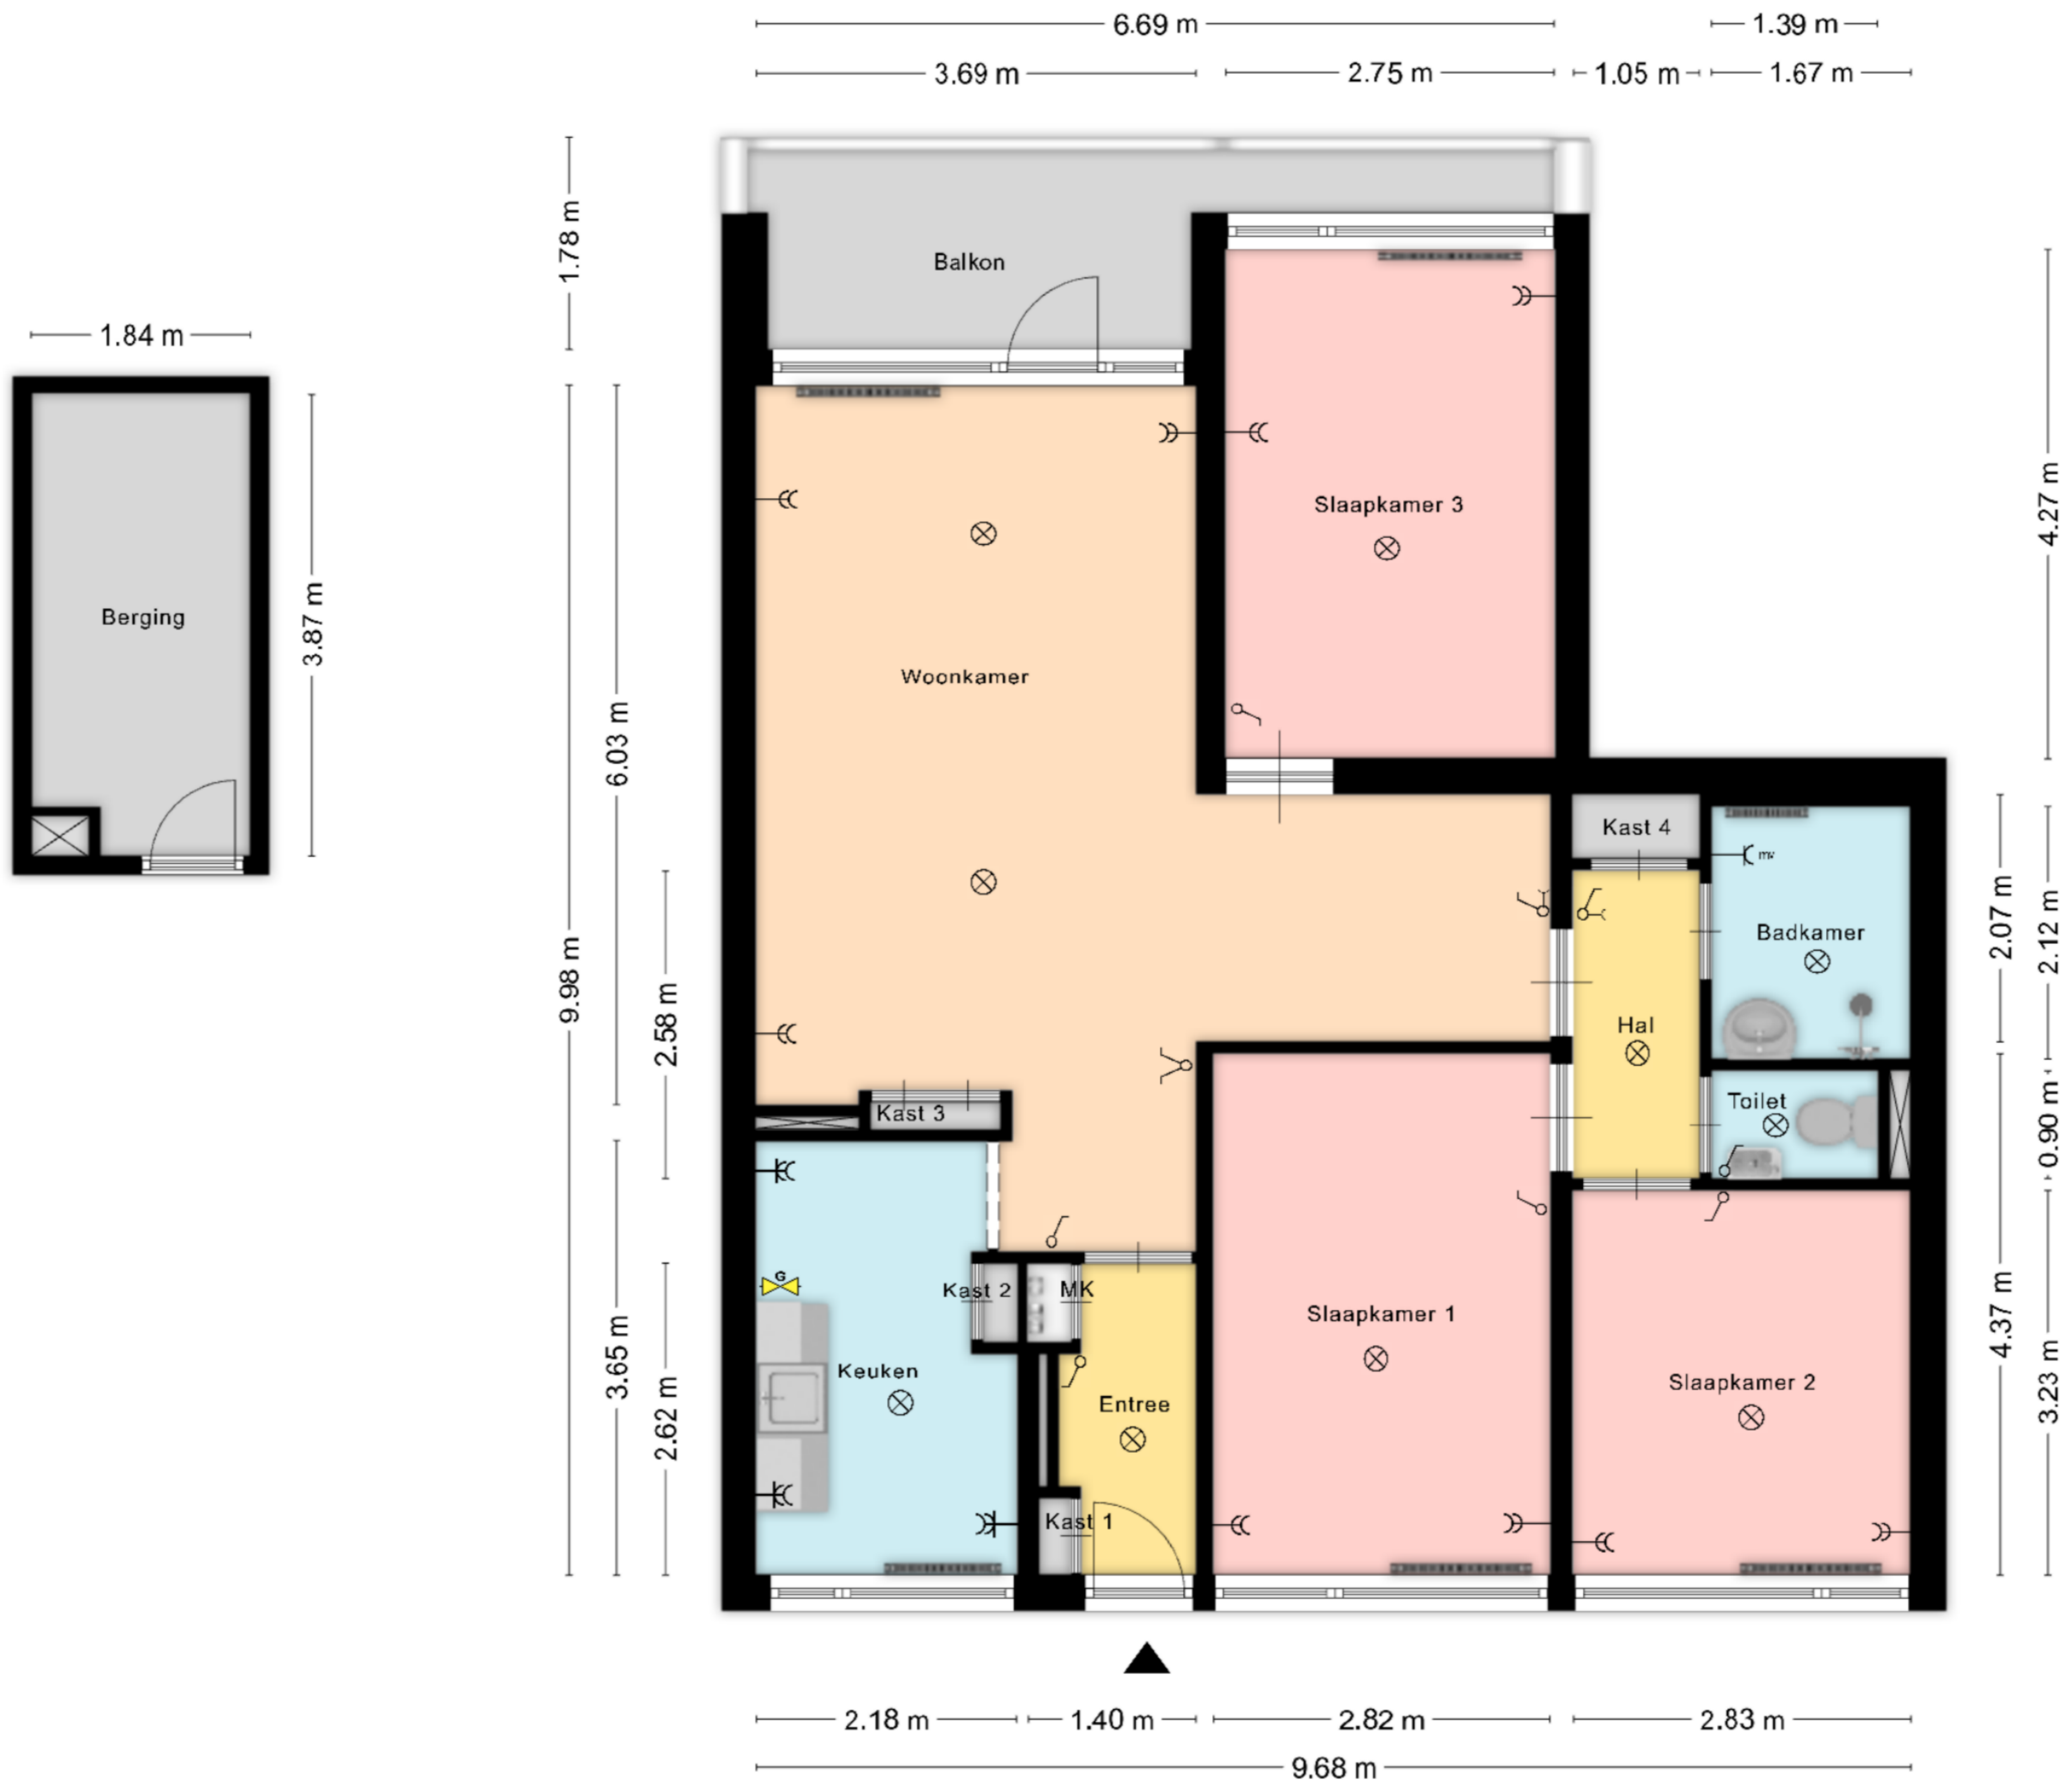 6.69 m
1.39 m
3.69 m
2.75 m
1.05 m
1.67 m
1.78 m
Balkon
1.84 m
4.27 m
Slaapkamer 3
3.87 m
Berging
Woonkamer
6.03 m
Kast 4
mv
2.07 m
2.12 m
Badkamer
9.98 m
2.58 m
Hal
Toilet
Kast 3
0.90 m
G
Kast 2
MK
Slaapkamer 1
4.37 m
3.65 m
Keuken
Slaapkamer 2
3.23 m
2.62 m
Entree
Kast 1
2.18 m
1.40 m
2.82 m
2.83 m
9.68 m